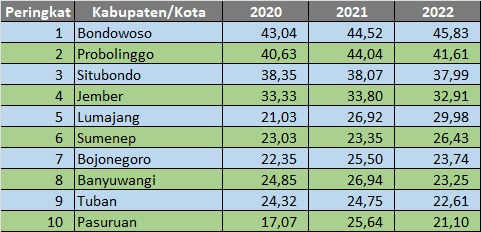 Peringkat Kabupaten/Kota 2020 2021 2022
1 Bondowoso 43,04 44,52 45,83
2 Probolinggo 40,63 44,04 41,61
3 Situbondo 38,35 38,07 37,99
4 Jember 33,33 33,80 32,91
5 Lumajang 21,03 26,92 29,98
6 Sumenep 23,03 23,35 26,43
7 Bojonegoro 22,35 25,50 23,74
8 Banyuwangi 24,85 26,94 23,25
9 Tuban 24,32 24,75 22,61
10 Pasuruan 17,07 25,64 21,10